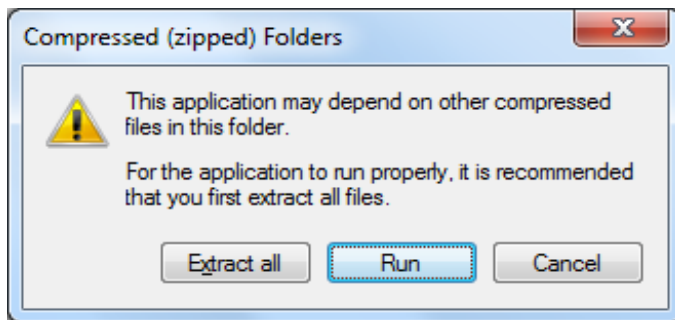 Compressed (zipped) Folders
This application may depend on other compressed
files in this folder.
For the application to run properly, it is recommended
that you first extract all files.
Extract all
Run
Cancel